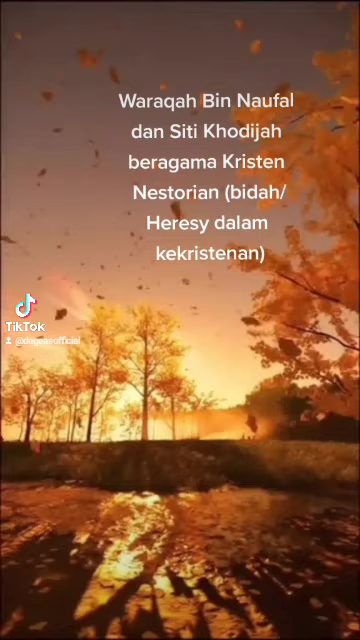 Waraqah Bin Naufal
dan Siti Khodijah
beragama Kristen
Nestorian (bidah/
Heresy dalam
kekristenan)
TikTok